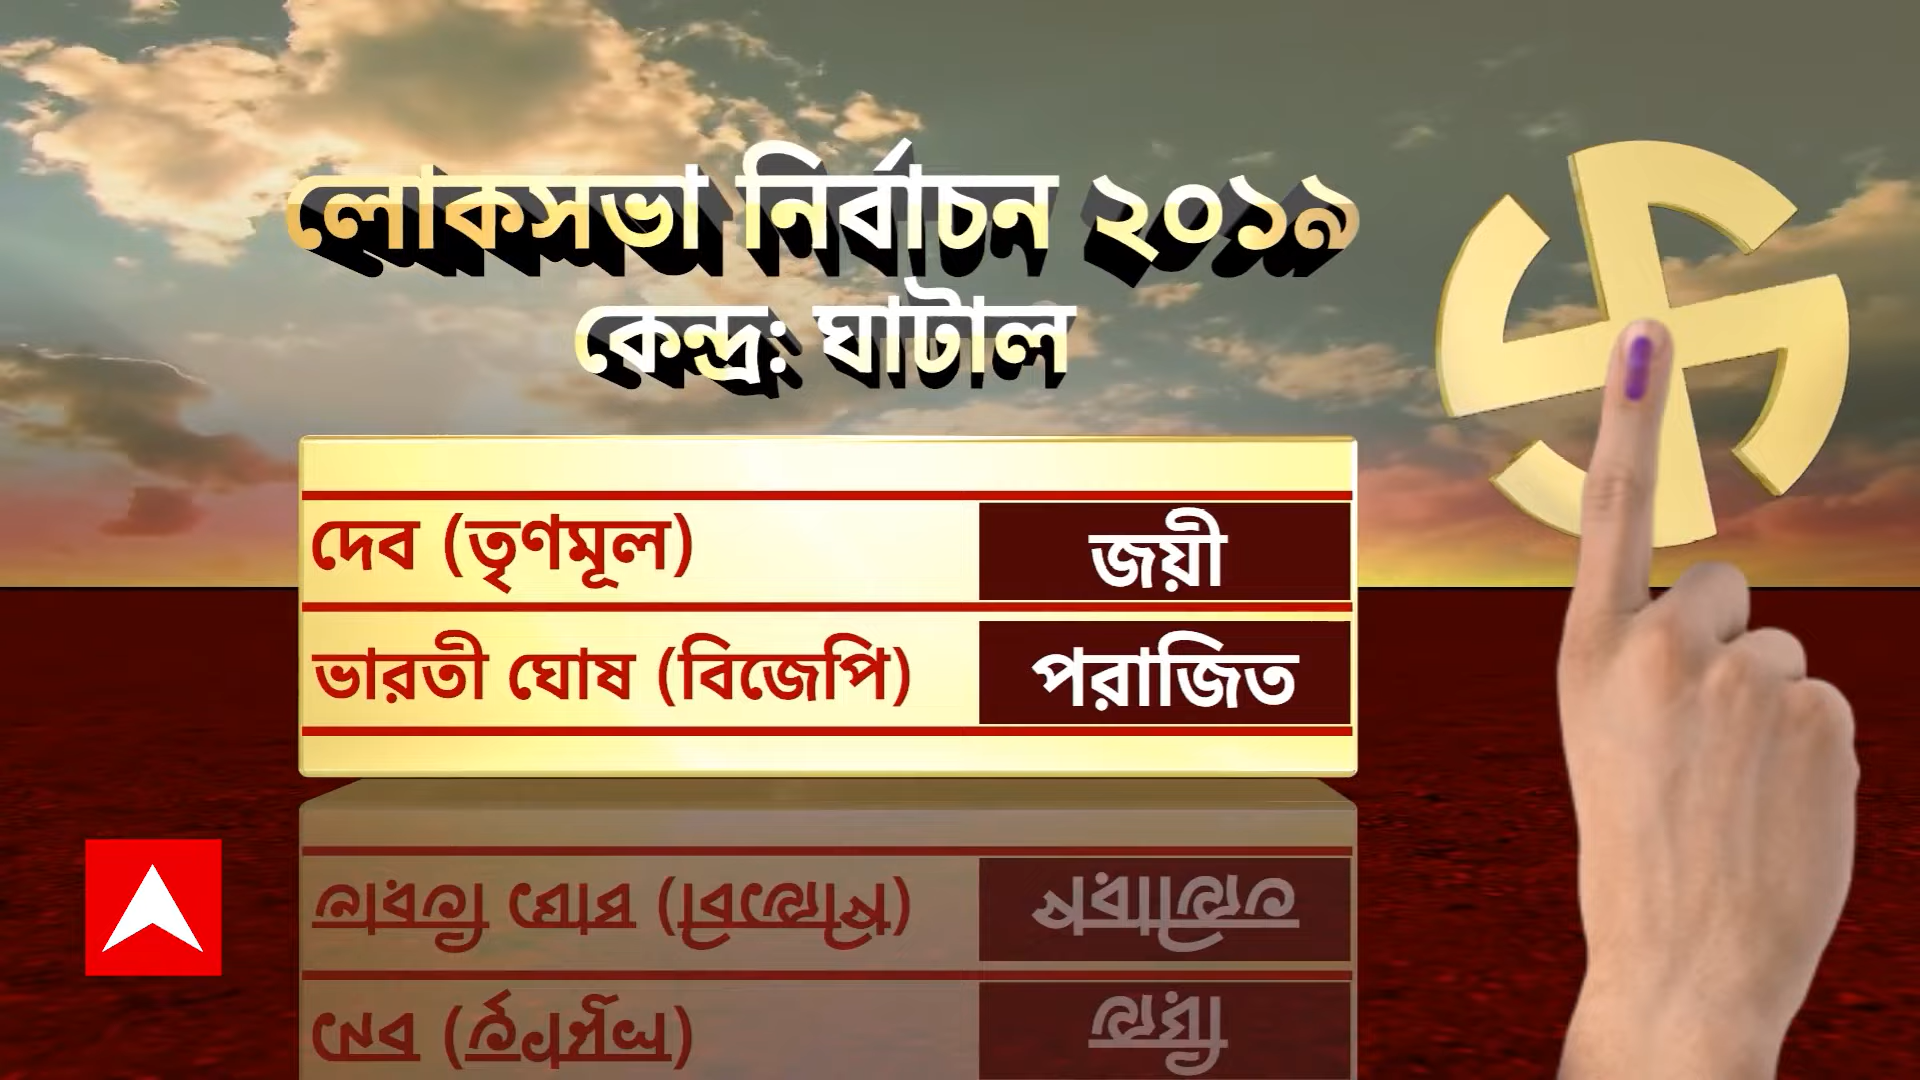 লোকসভা নির্বাচন ২০১৯
কেন্দ্র: ঘাটাল
দেব (তৃণমূল) জয়ী
ভারতী ঘোষ (বিজেপি) পরাজিত